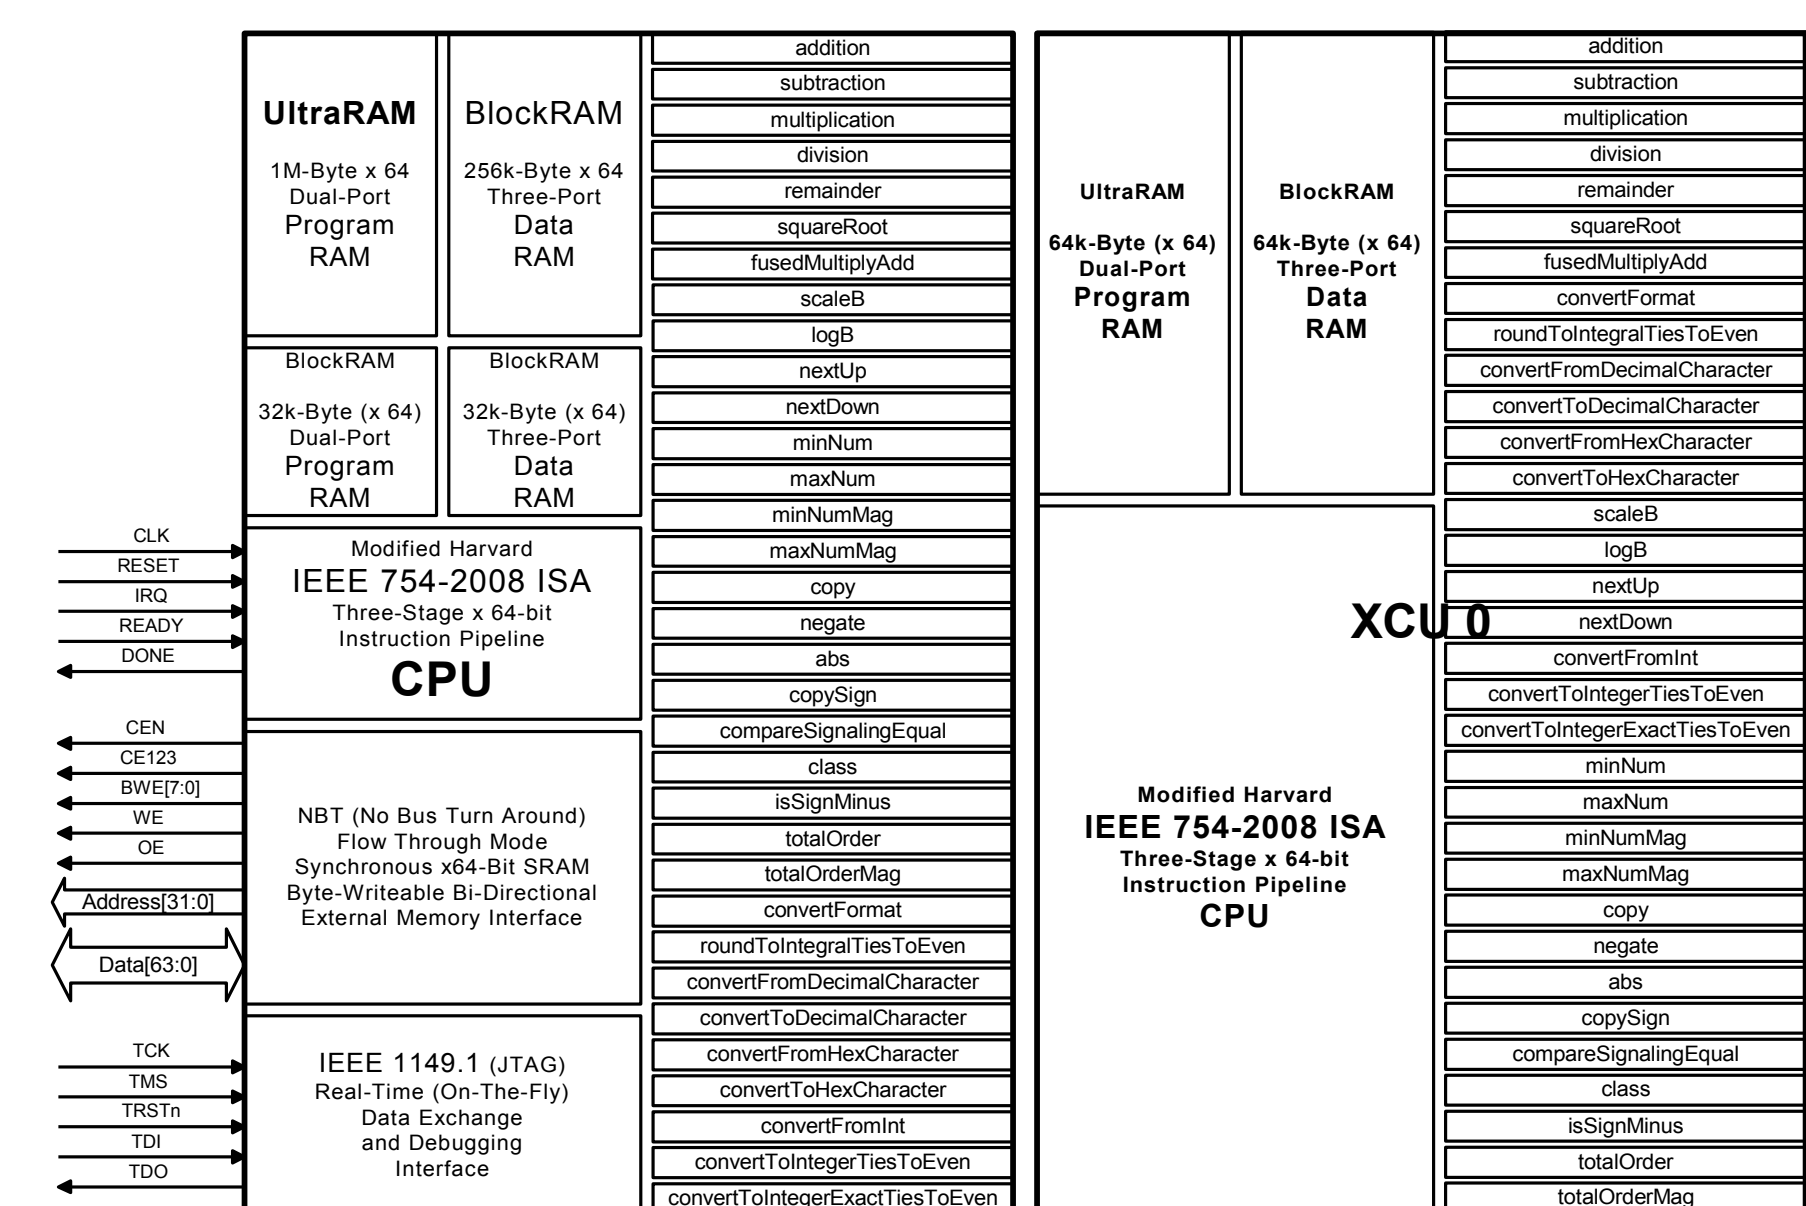 CLK
RESET
IRQ
READY
DONE
CEN
CE123
BWE[7:0]
WE
OE
Address[31:0]
Data[63:0]
TCK
TMS
TRSTn
TDI
TDO
UltraRAM
1M-Byte x 64
Dual-Port
Program
RAM
BlockRAM
256k-Byte x 64
Three-Port
Data
RAM
BlockRAM
32k-Byte (x 64)
Dual-Port
Program
RAM
BlockRAM
32k-Byte (x 64)
Three-Port
Data
RAM
Modified Harvard
IEEE 754-2008 ISA
Three-Stage x 64-bit
Instruction Pipeline
CPU
NBT (No Bus Turn Around)
Flow Through Mode
Synchronous x64-Bit SRAM
Byte-Writeable Bi-Directional
External Memory Interface
IEEE 1149.1 (JTAG)
Real-Time (On-The-Fly)
Data Exchange
and Debugging
Interface
addition
subtraction
multiplication
division
remainder
squareRoot
fusedMultiplyAdd
scaleB
logB
nextUp
nextDown
minNum
maxNum
minNumMag
maxNumMag
copy
negate
abs
copySign
compareSignalingEqual
class
isSignMinus
totalOrder
totalOrderMag
convertFormat
roundToIntegralTiesToEven
convertFromDecimalCharacter
convertToDecimalCharacter
convertFromHexCharacter
convertToHexCharacter
convertFromInt
convertToIntegerTiesToEven
convertToIntegerExactTiesToEven
UltraRAM
64k-Byte (x 64)
Dual-Port
Program
RAM
BlockRAM
64k-Byte (x 64)
Three-Port
Data
RAM
XCU 0
Modified Harvard
IEEE 754-2008 ISA
Three-Stage x 64-bit
Instruction Pipeline
CPU
addition
subtraction
multiplication
division
remainder
squareRoot
fusedMultiplyAdd
convertFormat
roundToIntegralTiesToEven
convertFromDecimalCharacter
convertToDecimalCharacter
convertFromHexCharacter
convertToHexCharacter
scaleB
logB
nextUp
nextDown
convertFromInt
convertToIntegerTiesToEven
convertToIntegerExactTiesToEven
minNum
maxNum
minNumMag
maxNumMag
copy
negate
abs
copySign
compareSignalingEqual
class
isSignMinus
totalOrder
totalOrderMag